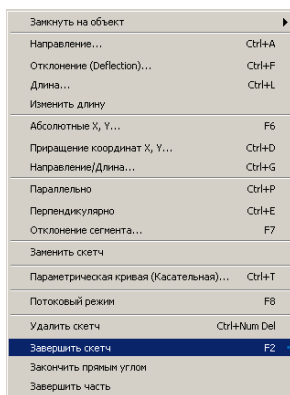 Замкнуть на объект
Направление... Ctrl+A
Отклонение (Deflection)... Ctrl+F
Длина... Ctrl+L
Изменить длину
Абсолютные X, Y... F6
Приращение координат X, Y... Ctrl+D
Направление/Длина... Ctrl+G
Параллельно Ctrl+P
Перпендикулярно Ctrl+E
Отклонение сегмента... F7
Заменить скетч
Параметрическая кривая (Касательная)... Ctrl+T
Потоковый режим F8
Удалить скетч Ctrl+Num Del
Завершить скетч F2
Закончить прямым углом
Завершить часть